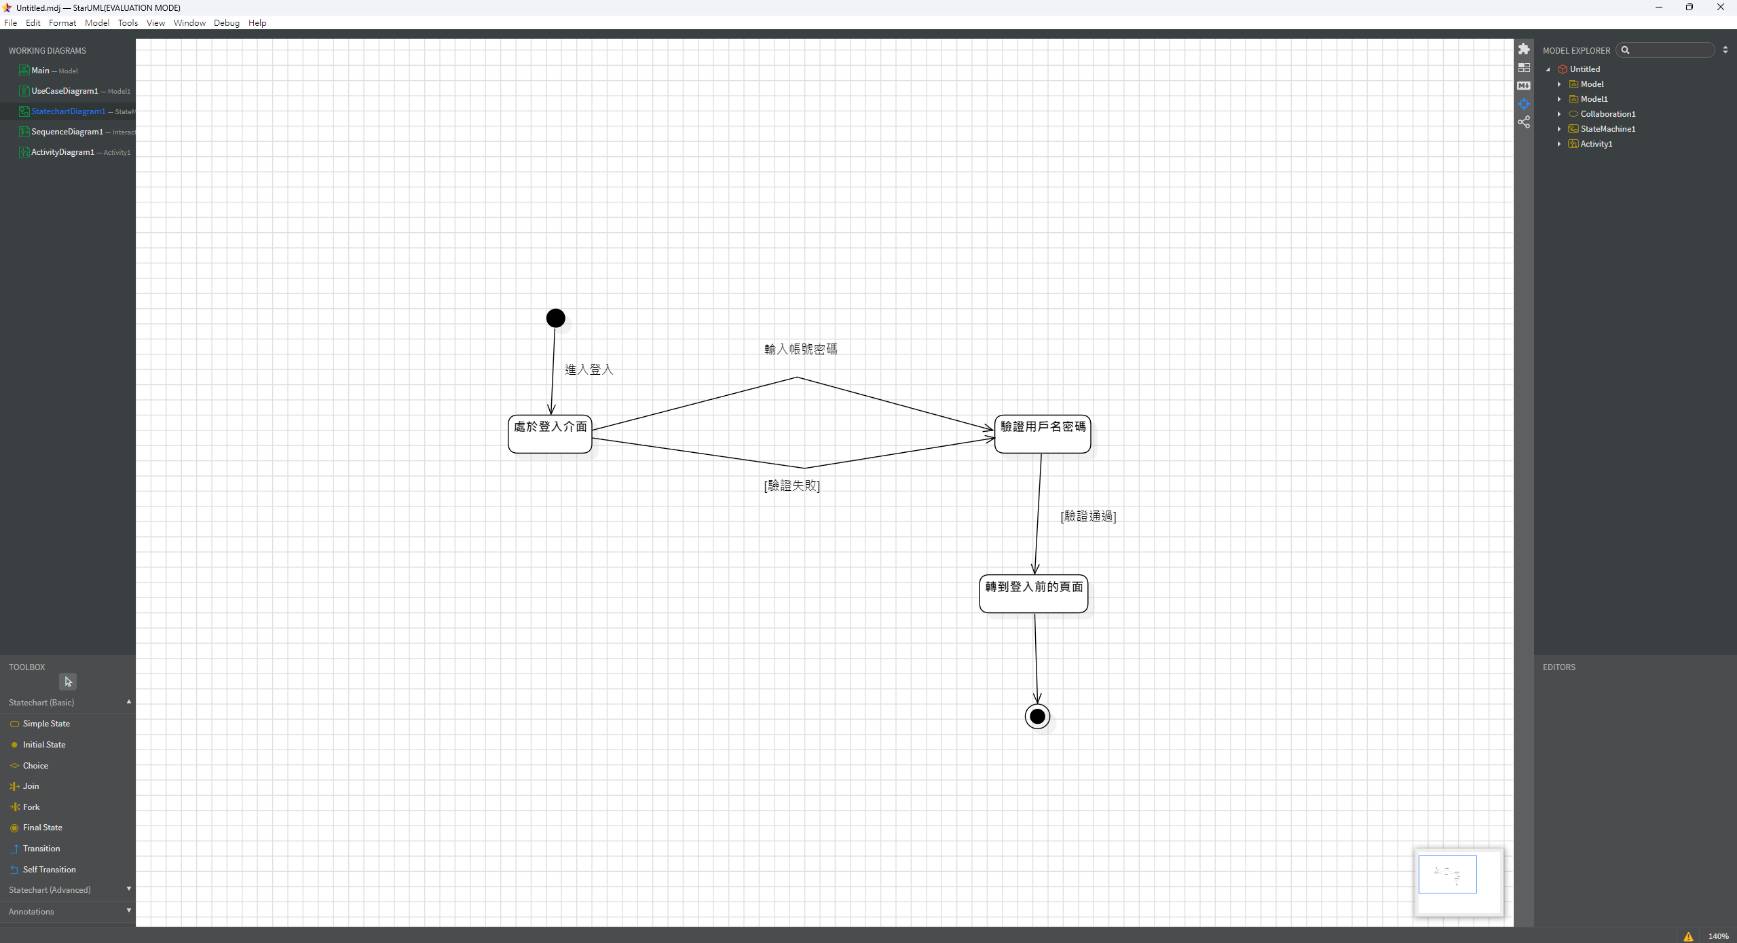 Untitled.mdj — StarUML(EVALUATION MODE)
File Edit Format Model Tools View Window Debug Help
WORKING DIAGRAMS
Main — Model
UseCaseDiagram1 — Model1
StatechartDiagram1 — StateM
SequenceDiagram1 — Interact
ActivityDiagram1 — Activity1
TOOLBOX
Statechart (Basic)
Simple State
Initial State
Choice
Join
Fork
Final State
Transition
Self Transition
Statechart (Advanced)
Annotations
進入登入
輸入帳號密碼
處於登入介面
驗證用戶名密碼
[驗證失敗]
[驗證通過]
轉到登入前的頁面
M↓
MODEL EXPLORER
Untitled
Model
Model1
Collaboration1
StateMachine1
Activity1
EDITORS
140%